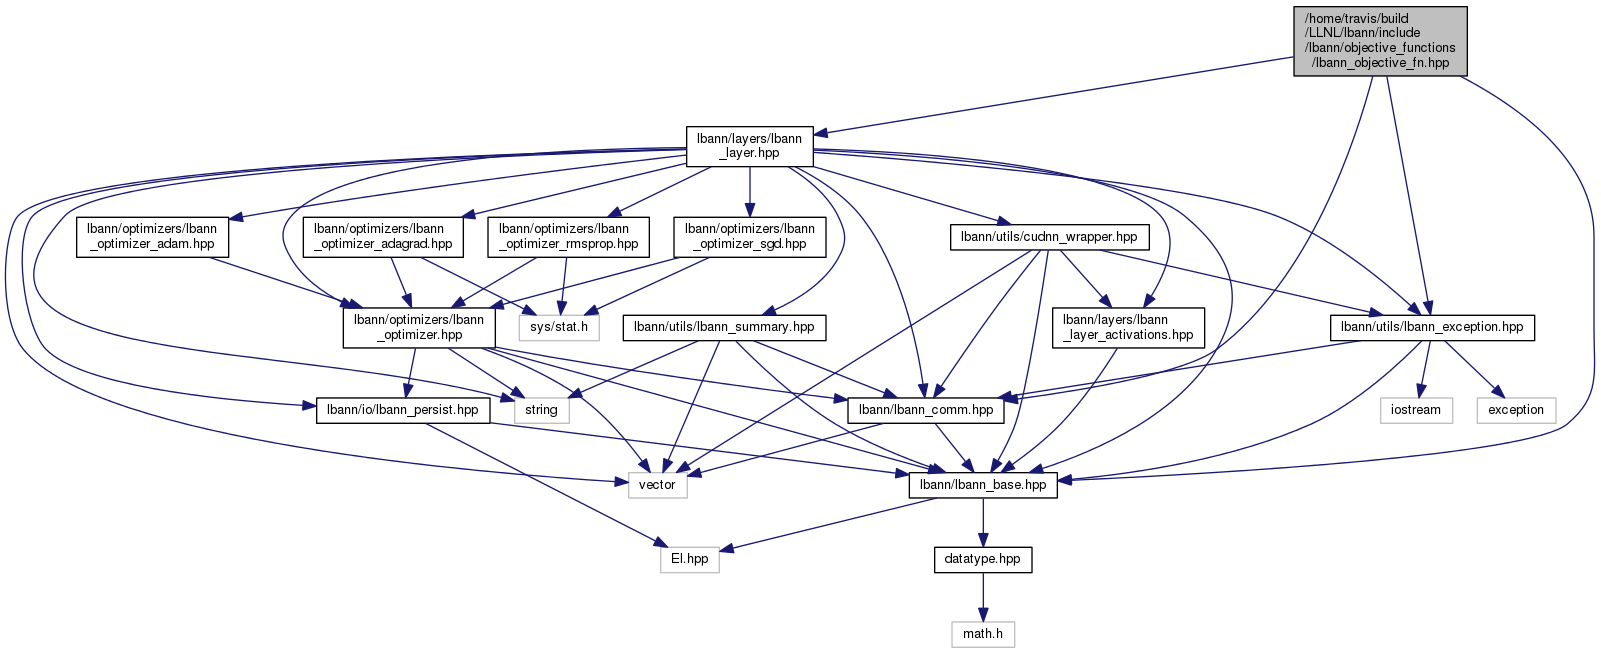 /home/travis/build
/LLNL/lbann/include
/lbann/objective_functions
/lbann_objective_fn.hpp
lbann/layers/lbann
_layer.hpp
lbann/optimizers/lbann
_optimizer_adam.hpp
lbann/optimizers/lbann
_optimizer_adagrad.hpp
lbann/optimizers/lbann
_optimizer_rmsprop.hpp
lbann/optimizers/lbann
_optimizer_sgd.hpp
lbann/utils/cudnn_wrapper.hpp
lbann/optimizers/lbann
_optimizer.hpp
sys/stat.h
lbann/utils/lbann_summary.hpp
lbann/layers/lbann
_layer_activations.hpp
lbann/utils/lbann_exception.hpp
lbann/io/lbann_persist.hpp
string
lbann/lbann_comm.hpp
iostream
exception
vector
lbann/lbann_base.hpp
El.hpp
datatype.hpp
math.h